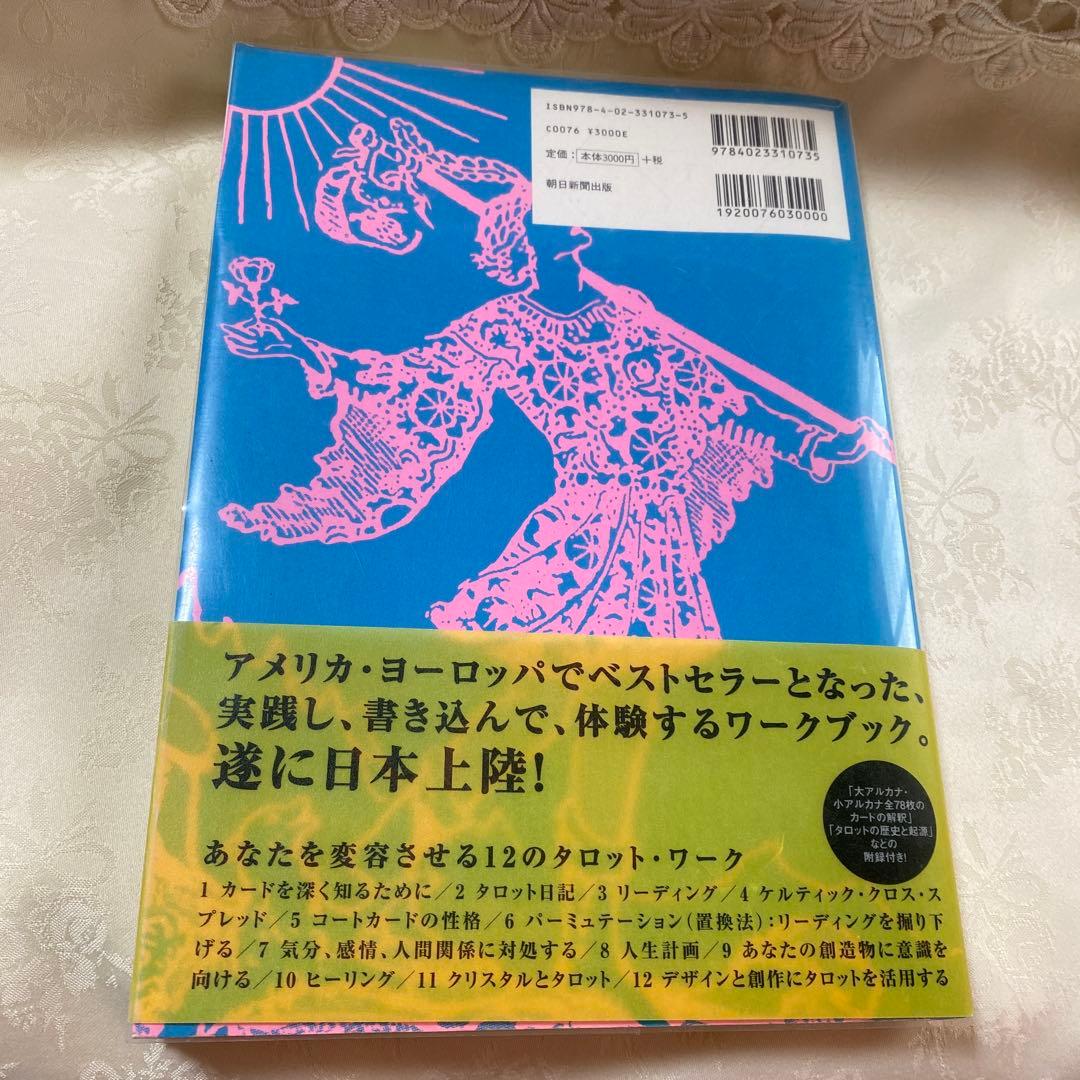 ISBN978-4-02-331073-5
C0076 ¥3000E
定価:本体3000円+税
朝日新聞出版
9784023310735
1920076030000
アメリカ・ヨーロッパでベストセラーとなった、
実践し、書き込んで、体験するワークブック。
遂に日本上陸!
「大アルカナ・
小アルカナ全78枚の
カードの解釈」
「タロットの歴史と起源」
などの
附録付き!
あなたを変容させる12のタロット・ワーク
1 カードを深く知るために/2 タロット日記/3 リーディング/4 ケルティック・クロス・ス
プレッド/5 コートカードの性格/6 パーミュテーション(置換法):リーディングを掘り下
げる/7 気分、感情、人間関係に対処する/8 人生計画/9 あなたの創造物に意識を
向ける/10 ヒーリング/11 クリスタルとタロット/12 デザインと創作にタロットを活用する